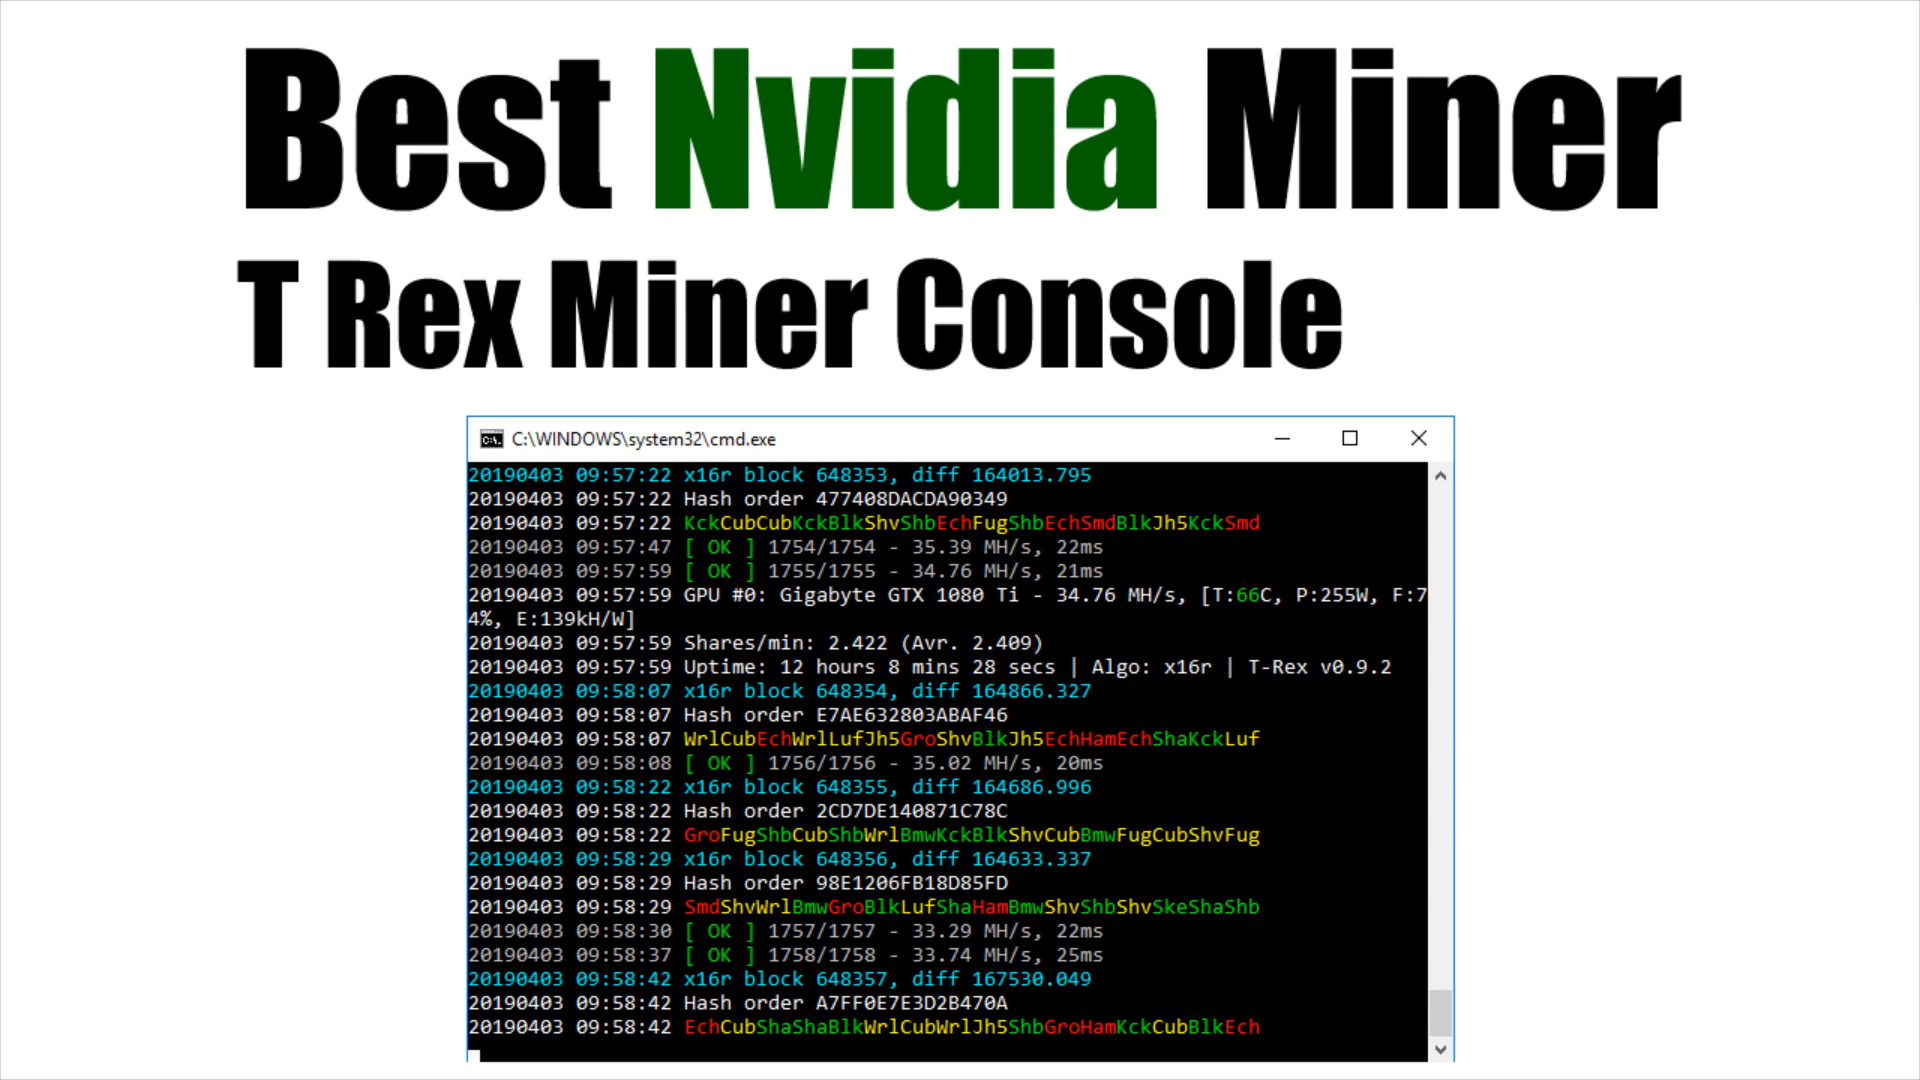 Best Nvidia Miner
T Rex Miner Console
C:\WINDOWS\system32\cmd.exe
20190403 09:57:22 x16r block 648353, diff 164013.795
20190403 09:57:22 Hash order 477408DACDA90349
20190403 09:57:22 KckCubCubKckBlkShvShbEchFugShbEchSmdBlkJh5KckSmd
20190403 09:57:47 [ OK ] 1754/1754 - 35.39 MH/s, 22ms
20190403 09:57:59 [ OK ] 1755/1755 - 34.76 MH/s, 21ms
20190403 09:57:59 GPU #0: Gigabyte GTX 1080 Ti - 34.76 MH/s, [T:66C, P:255W, F:7
4%, E:139kH/W]
20190403 09:57:59 Shares/min: 2.422 (Avr. 2.409)
20190403 09:57:59 Uptime: 12 hours 8 mins 28 secs | Algo: x16r | T-Rex v0.9.2
20190403 09:58:07 x16r block 648354, diff 164866.327
20190403 09:58:07 Hash order E7AE632803ABAF46
20190403 09:58:07 WrlCubEchWrlLufJh5GroShvBlkJh5EchHamEchShaKckLuf
20190403 09:58:08 [ OK ] 1756/1756 - 35.02 MH/s, 20ms
20190403 09:58:22 x16r block 648355, diff 164686.996
20190403 09:58:22 Hash order 2CD7DE140871C78C
20190403 09:58:22 GroFugShbCubShbWrlBmwKckBlkShvCubBmwFugCubShvFug
20190403 09:58:29 x16r block 648356, diff 164633.337
20190403 09:58:29 Hash order 98E1206FB18D85FD
20190403 09:58:29 SmdShvWrlBmwGroBlkLufShaHamBmwShvShbShvSkeShaShb
20190403 09:58:30 [ OK ] 1757/1757 - 33.29 MH/s, 22ms
20190403 09:58:37 [ OK ] 1758/1758 - 33.74 MH/s, 25ms
20190403 09:58:42 x16r block 648357, diff 167530.049
20190403 09:58:42 Hash order A7FF0E7E3D2B470A
20190403 09:58:42 EchCubShaShaBlkWrlCubWrlJh5ShbGroHamKckCubBlkEch